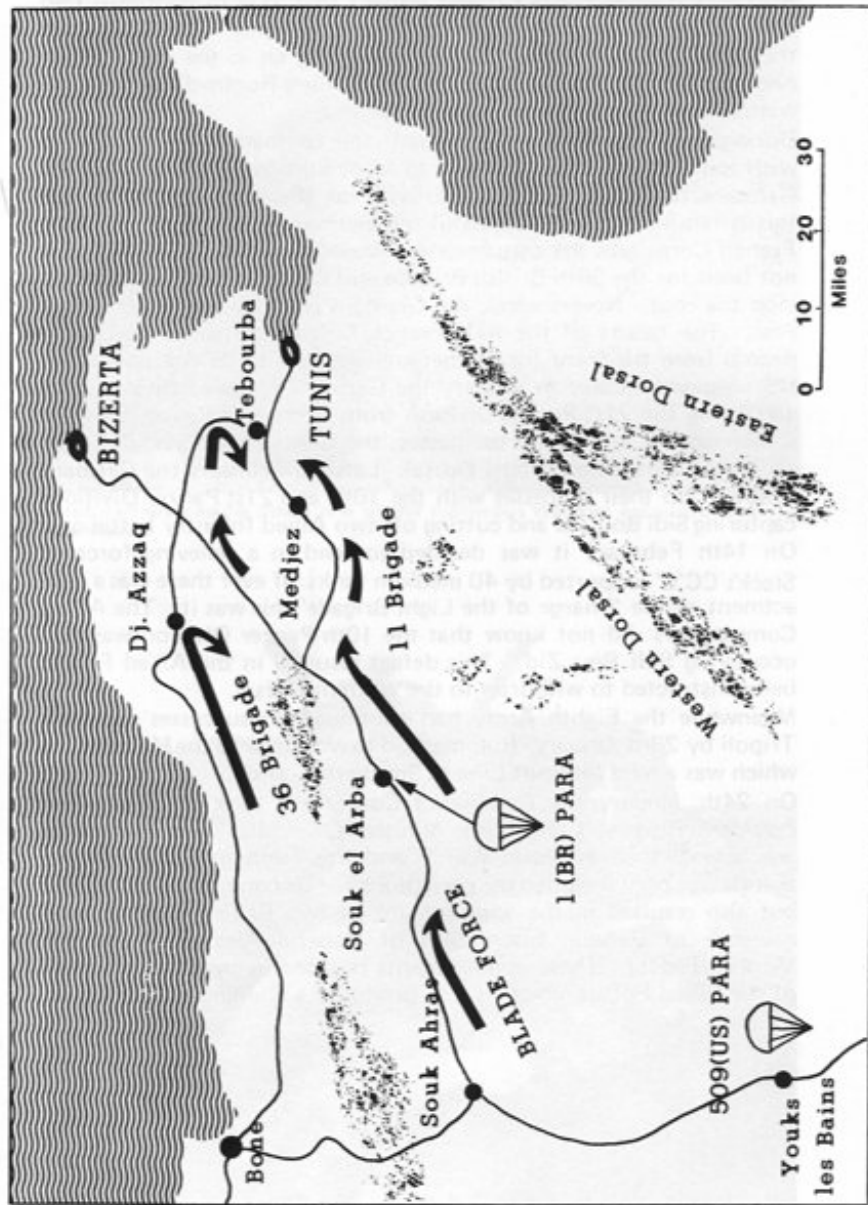 BIZERTA
Dj. Azzaq
Tebourba
TUNIS
Medjez
36 Brigade
11 Brigade
Bone
Souk el Arba
Souk Ahras
BLADE FORCE
1 (BR) PARA
509(US) PARA
Youks
les Bains
Western Dorsal
Eastern Dorsal
0 10 20 30
Miles